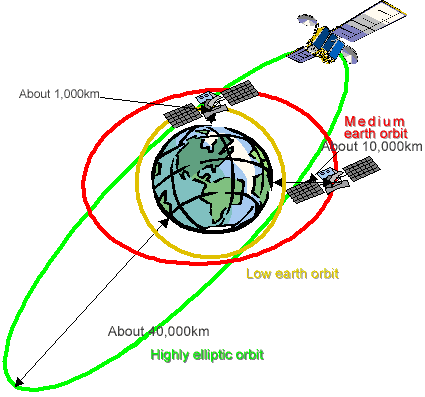 About 1,000km
Medium
earth orbit
About 10,000km
Low earth orbit
About 40,000km
Highly elliptic orbit